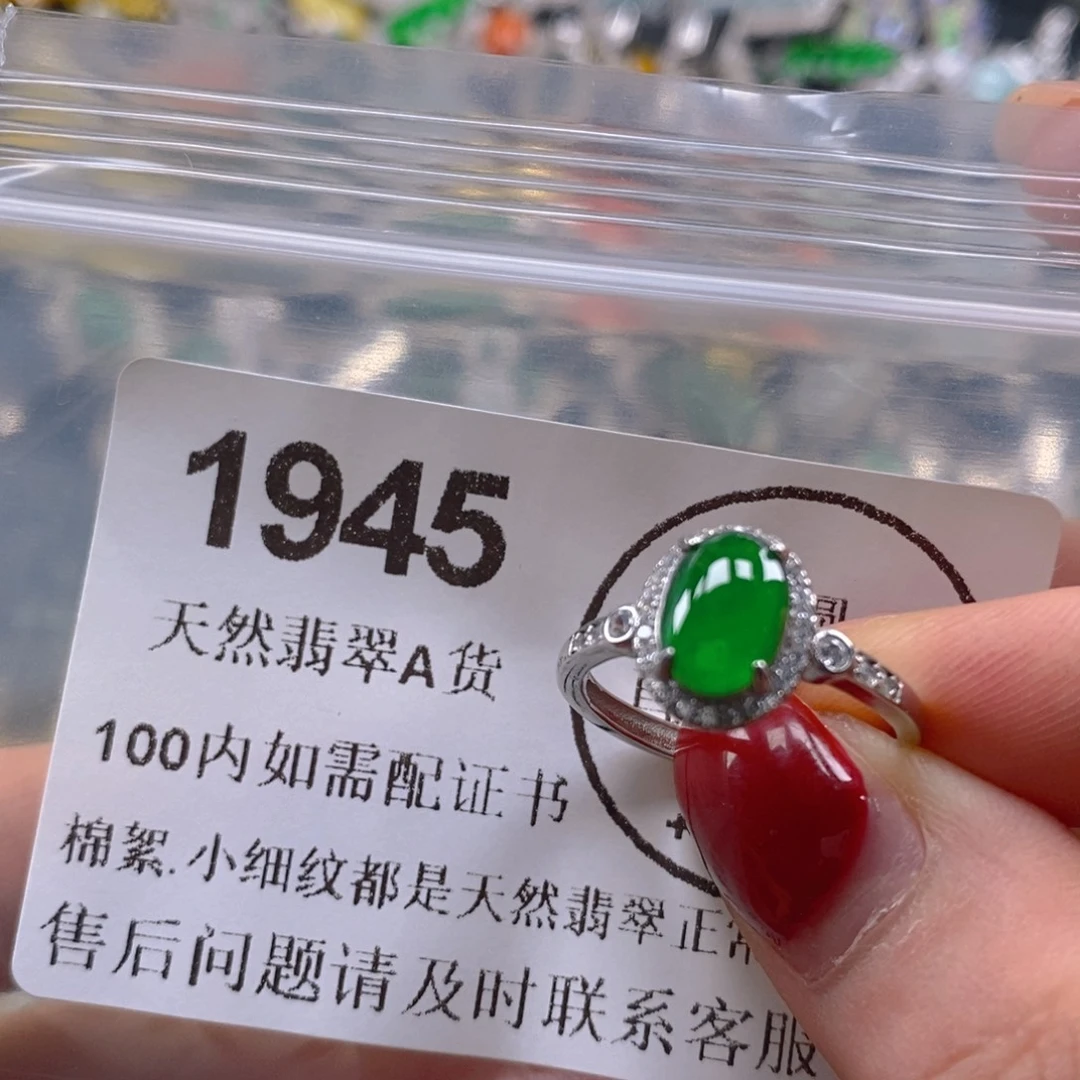 1945
天然翡翠A货
100内如需配证书
棉絮.小细纹都是天然翡翠正常
售后问题请及时联系客服